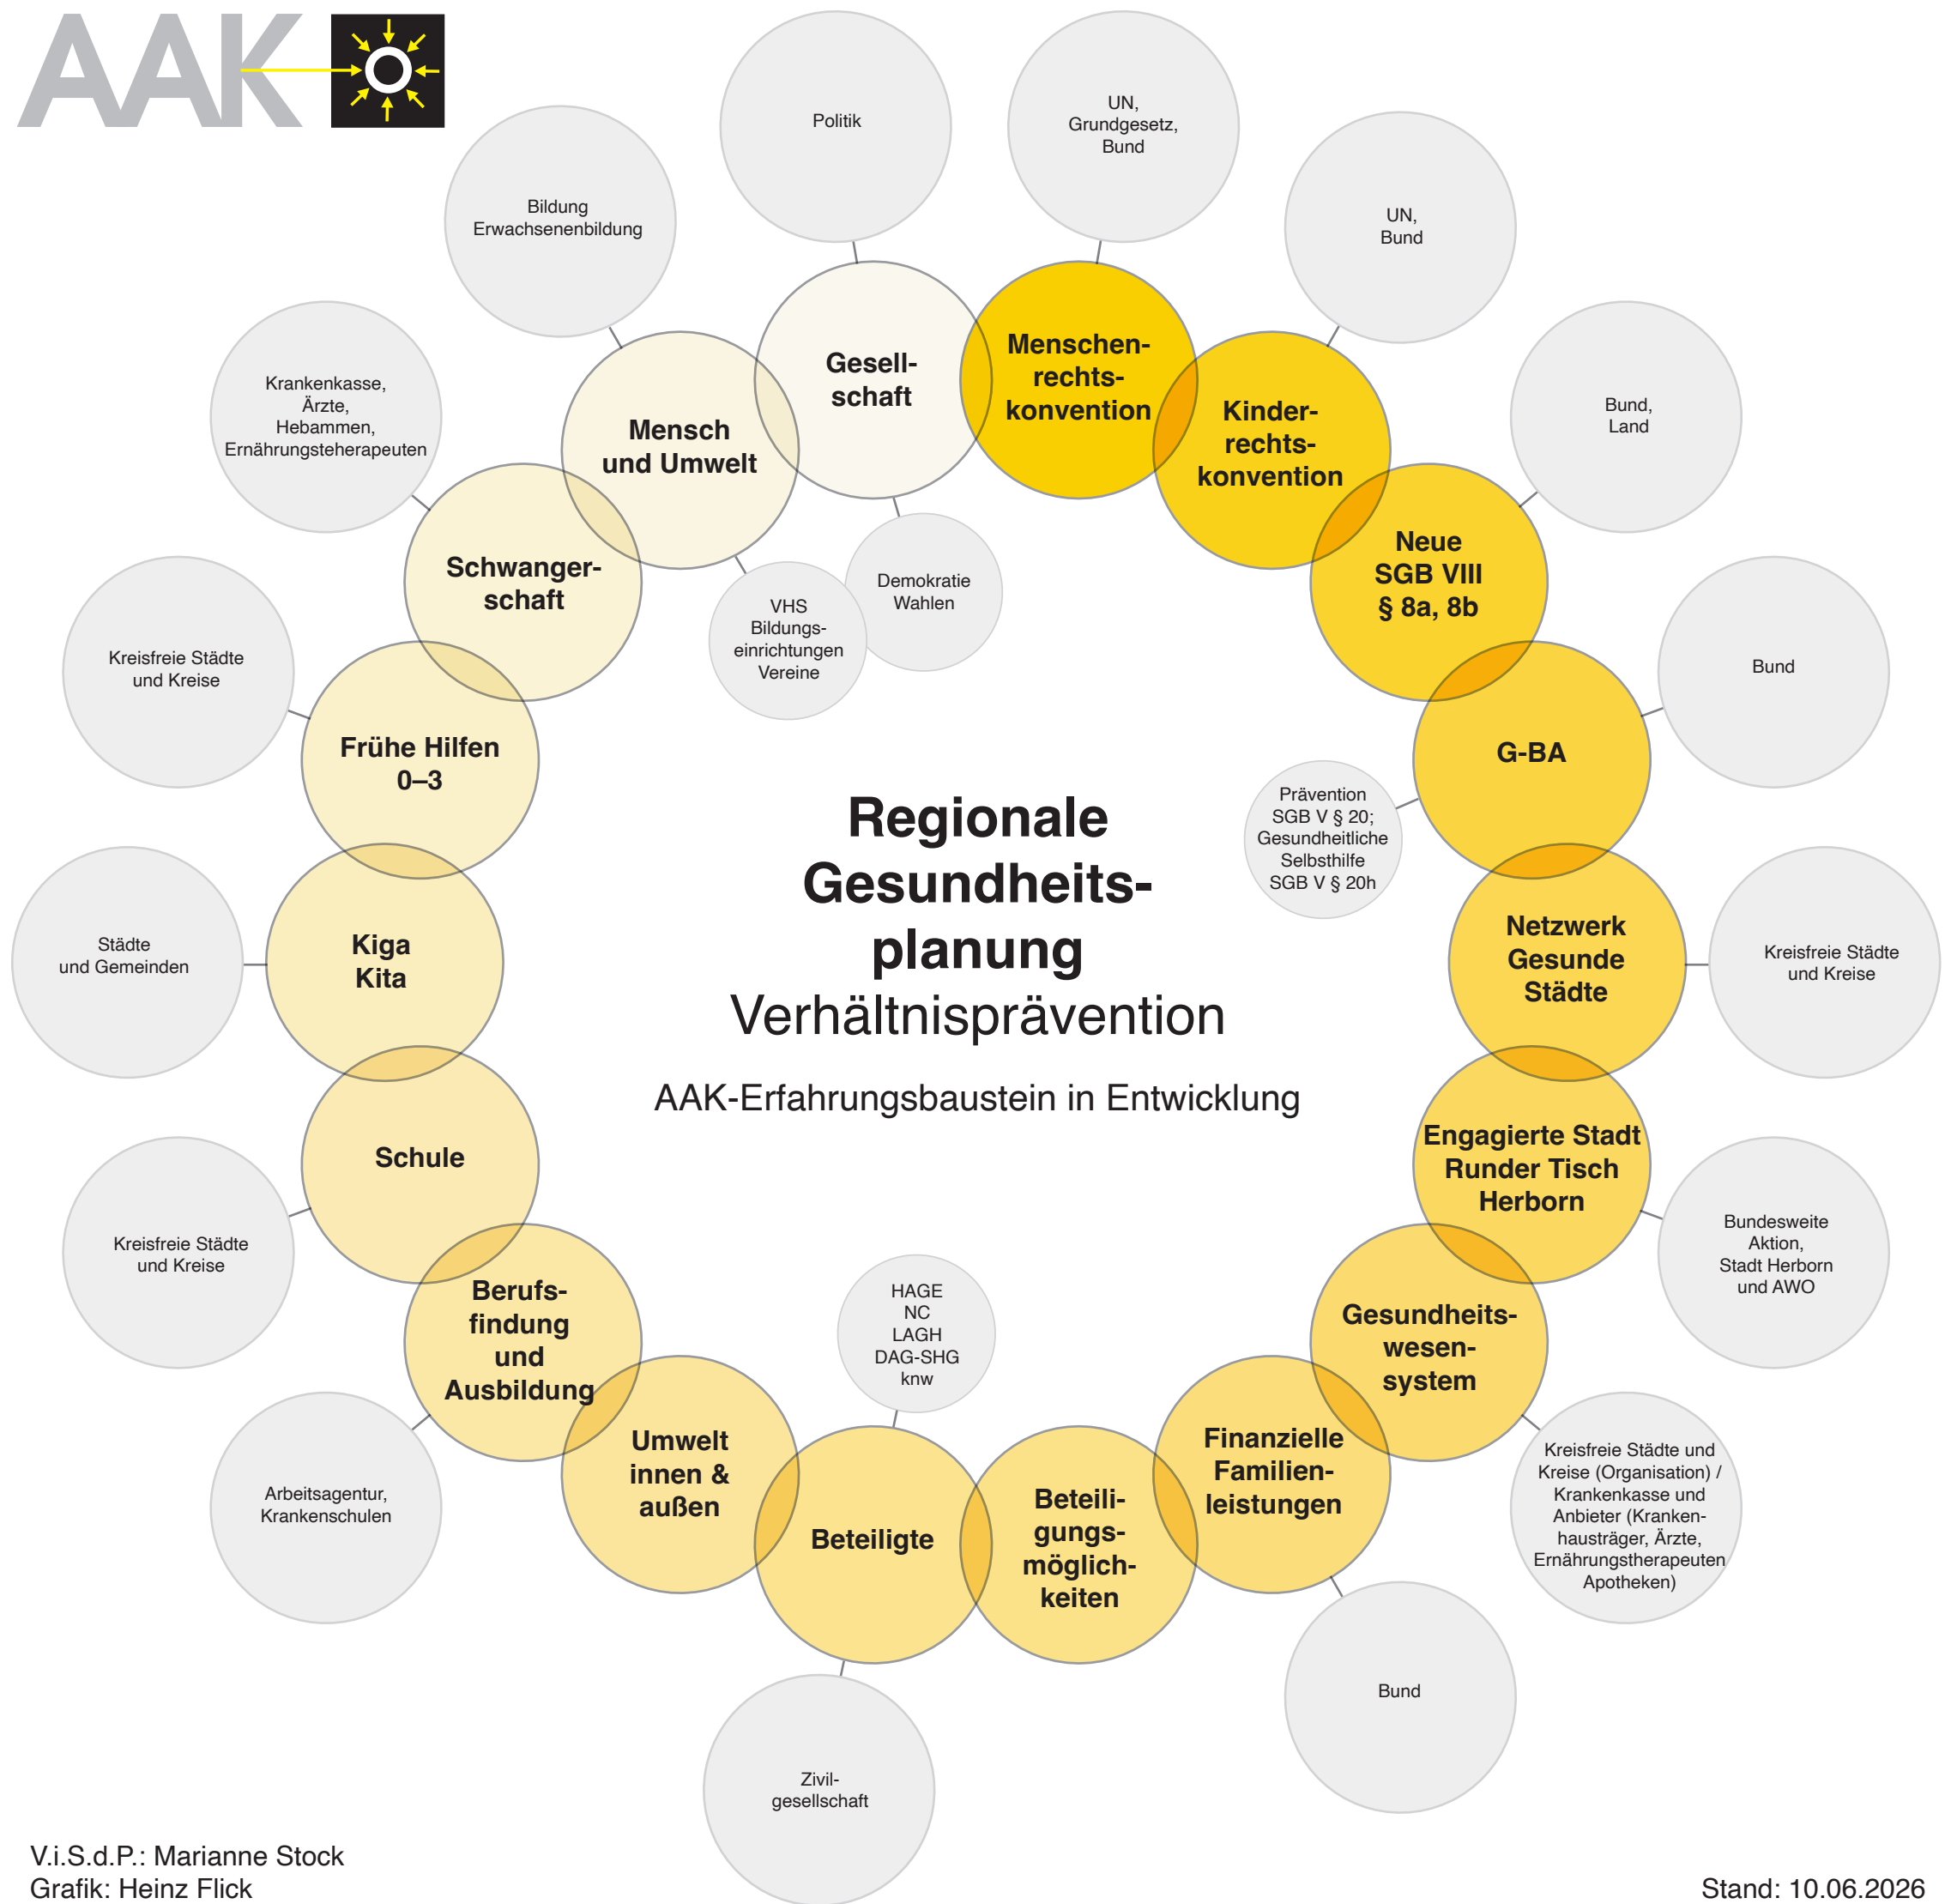 AAK
Politik
UN,
Grundgesetz,
Bund
Bildung
Erwachsenenbildung
UN,
Bund
Krankenkasse,
Ärzte,
Hebammen,
Ernährungsteherapeuten
Bund,
Land
Gesell-
schaft
Menschen-
rechts-
konvention
Mensch
und Umwelt
Kinder-
rechts-
konvention
Schwanger-
schaft
Neue
SGB VIII
§ 8a, 8b
Demokratie
Wahlen
VHS
Bildungs-
einrichtungen
Vereine
Kreisfreie Städte
und Kreise
Bund
Frühe Hilfen
0–3
G-BA
Prävention
SGB V § 20;
Gesundheitliche
Selbsthilfe
SGB V § 20h
Regionale
Gesundheits-
planung
Verhältnisprävention
AAK-Erfahrungsbaustein in Entwicklung
Städte
und Gemeinden
Kiga
Kita
Netzwerk
Gesunde
Städte
Kreisfreie Städte
und Kreise
Schule
Engagierte Stadt
Runder Tisch
Herborn
Kreisfreie Städte
und Kreise
Bundesweite
Aktion,
Stadt Herborn
und AWO
Berufs-
findung
und
Ausbildung
HAGE
NC
LAGH
DAG-SHG
knw
Gesundheits-
wesen-
system
Arbeitsagentur,
Krankenschulen
Umwelt
innen &
außen
Beteiligte
Beteili-
gungs-
möglich-
keiten
Finanzielle
Familien-
leistungen
Kreisfreie Städte und
Kreise (Organisation) /
Krankenkasse und
Anbieter (Kranken-
hausträger, Ärzte,
Ernährungstherapeuten
Apotheken)
Bund
Zivil-
gesellschaft
V.i.S.d.P.: Marianne Stock
Grafik: Heinz Flick
Stand: 10.06.2026